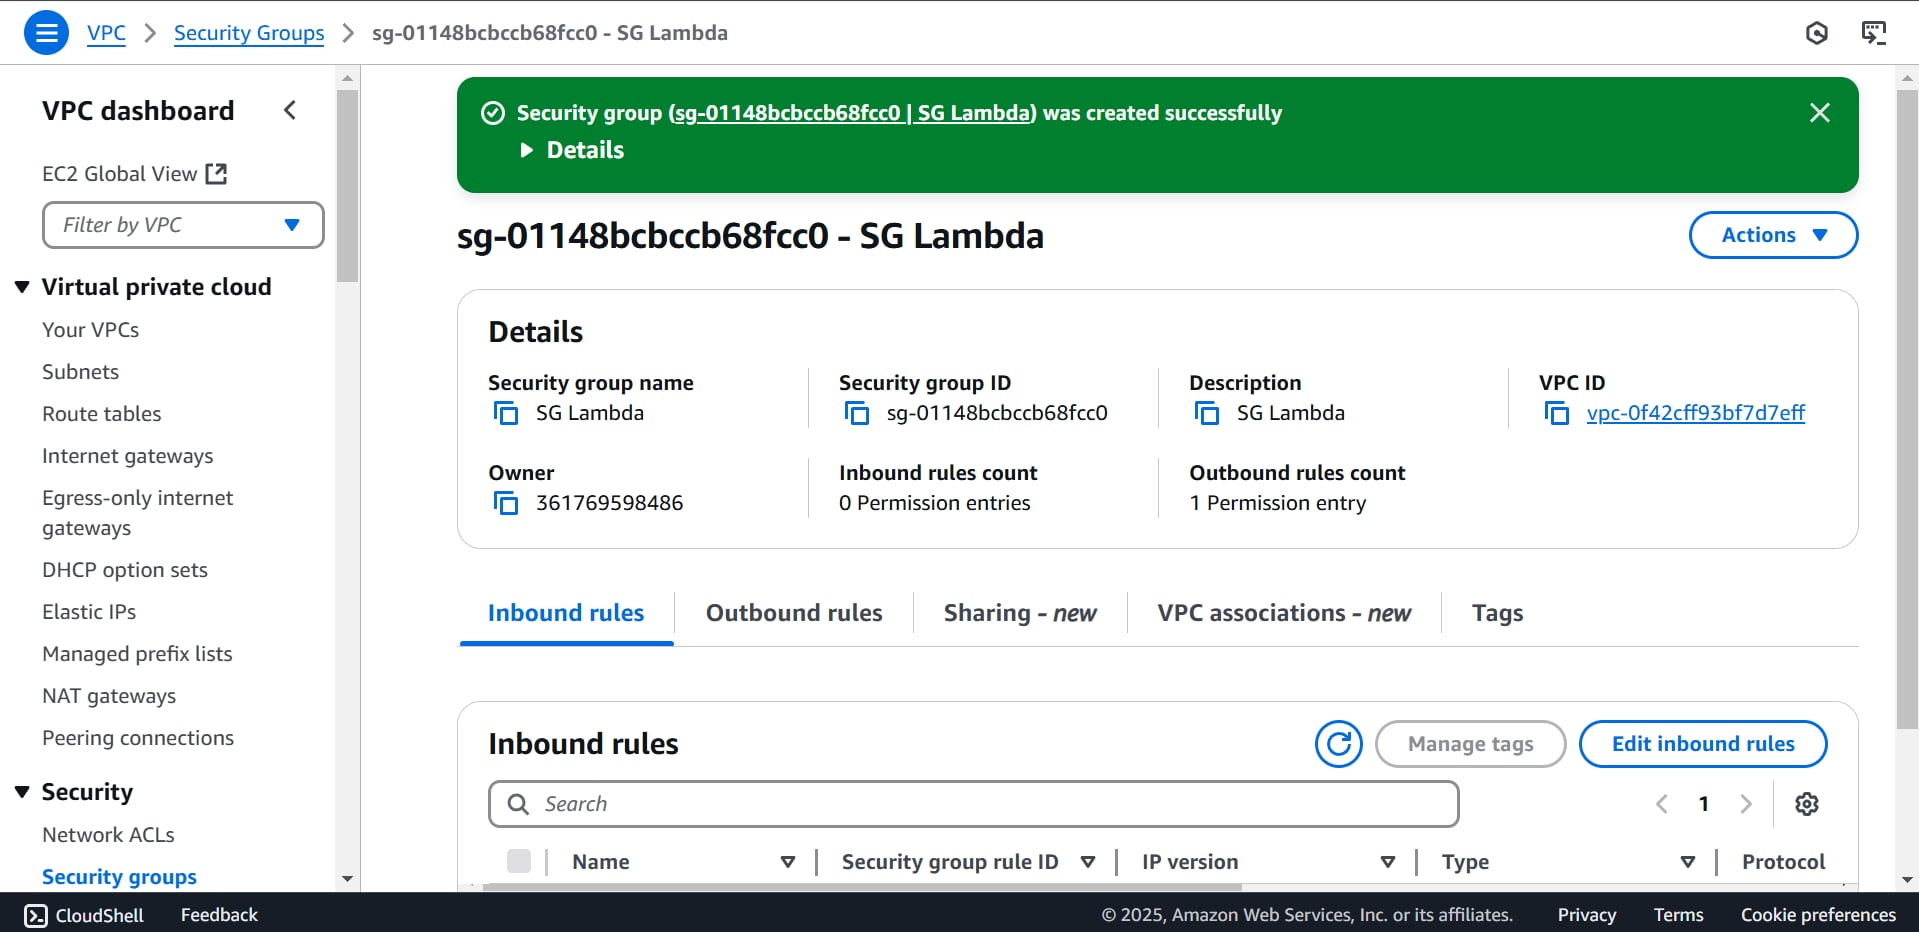 VPC Security Groups sg-01148bcbccb68fcc0 - SG Lambda
VPC dashboard
EC2 Global View
Filter by VPC
Virtual private cloud
Your VPCs
Subnets
Route tables
Internet gateways
Egress-only internet
gateways
DHCP option sets
Elastic IPs
Managed prefix lists
NAT gateways
Peering connections
Security
Network ACLs
Security groups
Security group (sg-01148bcbccb68fcc0 | SG Lambda) was created successfully
Details
sg-01148bcbccb68fcc0 - SG Lambda
Actions
Details
Security group name
SG Lambda
Security group ID
sg-01148bcbccb68fcc0
Description
SG Lambda
VPC ID
vpc-0f42cff93bf7d7eff
Owner
361769598486
Inbound rules count
0 Permission entries
Outbound rules count
1 Permission entry
Inbound rules Outbound rules Sharing - new VPC associations - new Tags
Inbound rules
Manage tags
Edit inbound rules
Search
1
Name Security group rule ID IP version Type Protocol
CloudShell Feedback © 2025, Amazon Web Services, Inc. or its affiliates. Privacy Terms Cookie preferences